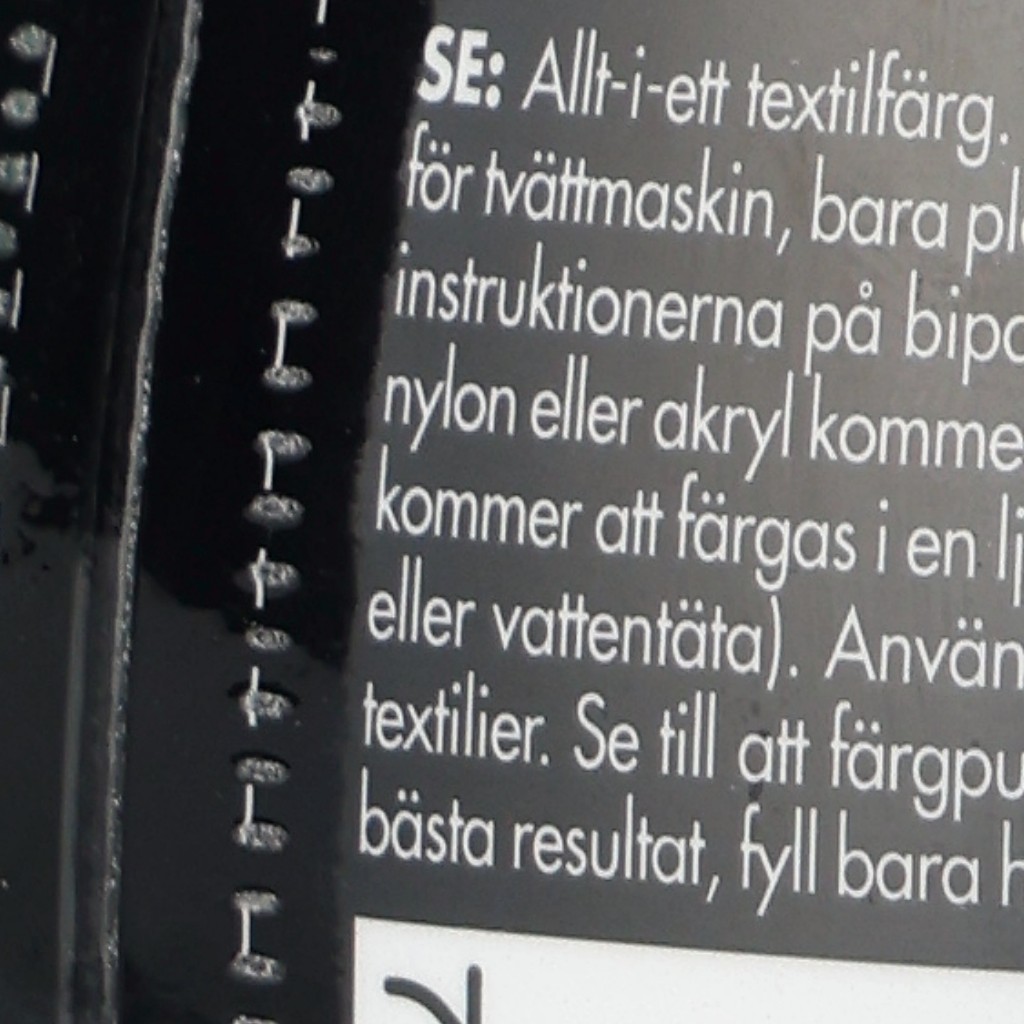 SE: Allt-i-ett textilfärg.
för tvättmaskin, bara
instruktionerna på
nylon eller akryl
kommer att färgas i en
eller vattentäta).
textilier. Se till att
bästa resultat, fyll bara